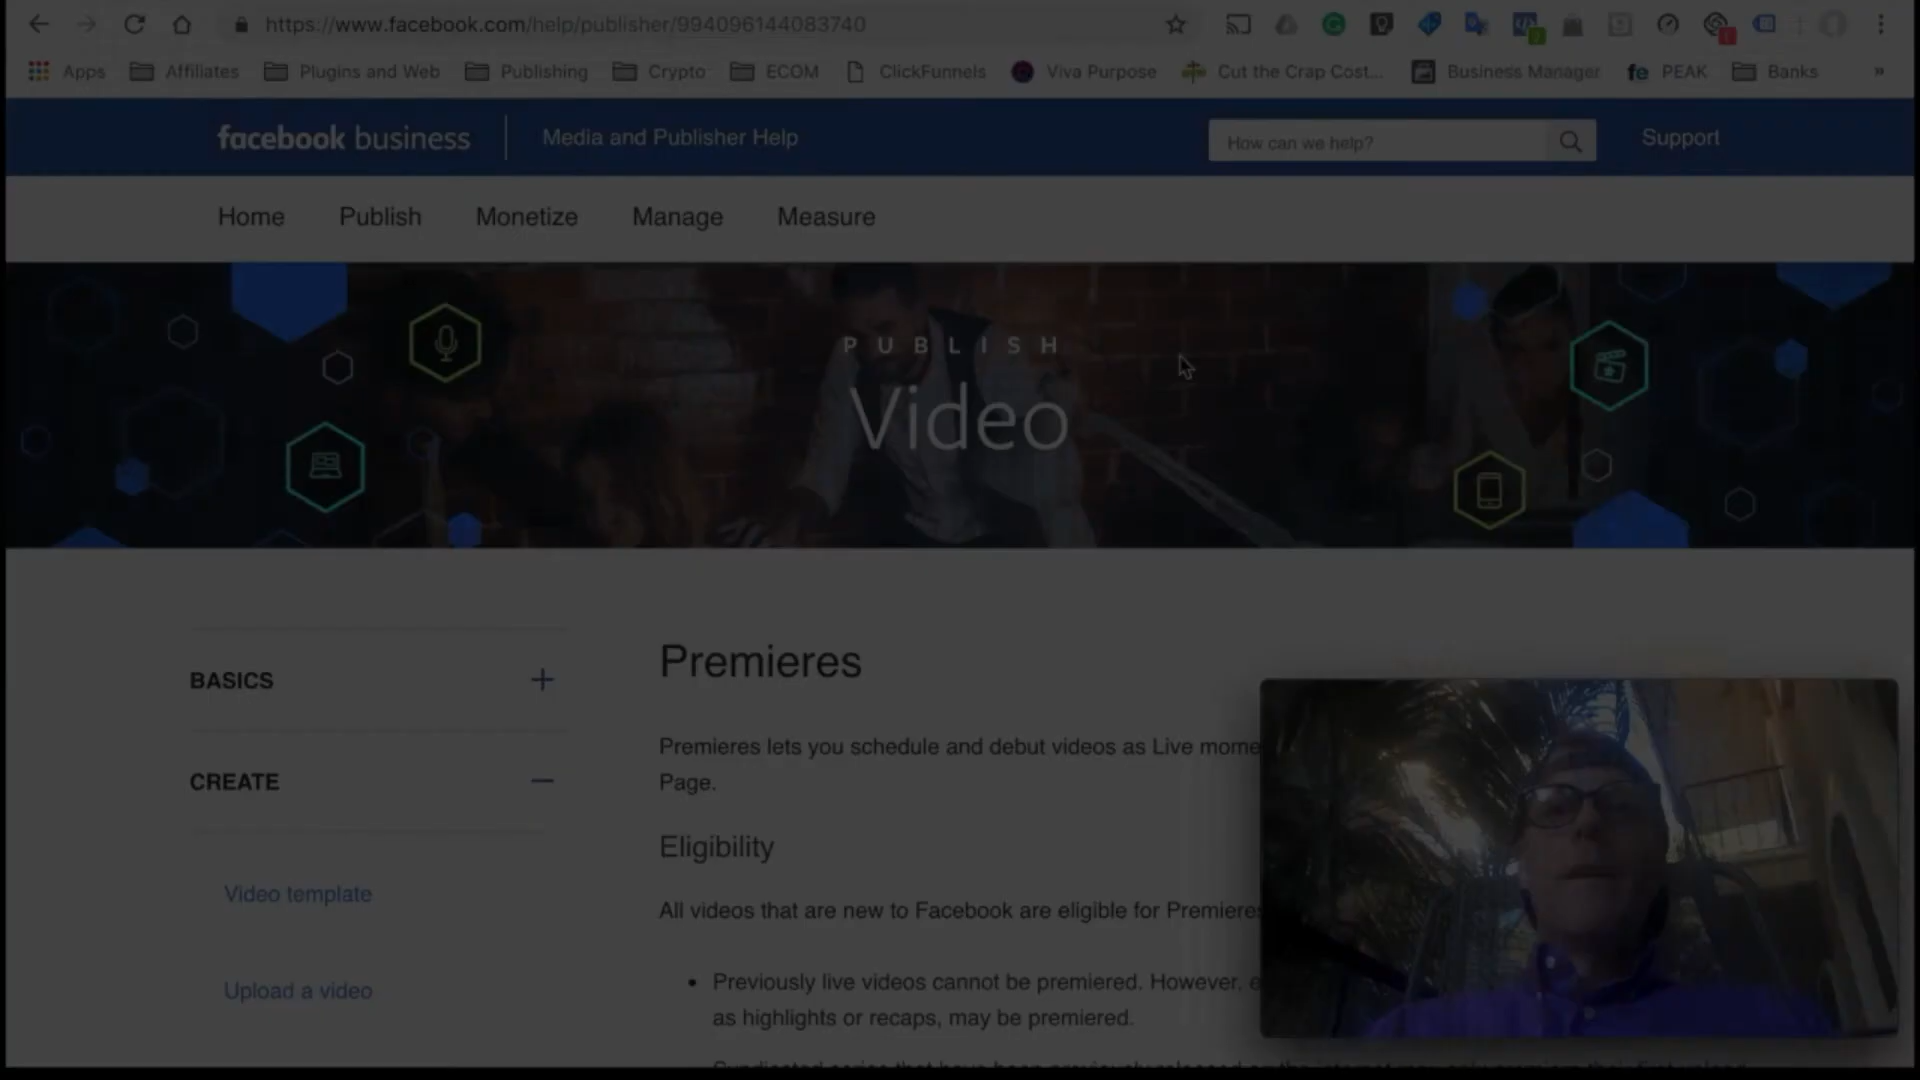 https://www.facebook.com/help/publisher/994096144083740
Apps Affiliates Plugins and Web Publishing Crypto ECOM ClickFunnels Viva Purpose Cut the Crap Cost... Business Manager fe PEAK Banks »
facebook business Media and Publisher Help How can we help? Support
Home Publish Monetize Manage Measure
PUBLISH
Video
BASICS
CREATE
Video template
Upload a video
Premieres
Premieres lets you schedule and debut videos as Live
Page.
Eligibility
All videos that are new to Facebook are eligible for Premieres
• Previously live videos cannot be premiered. However,
as highlights or recaps, may be premiered.